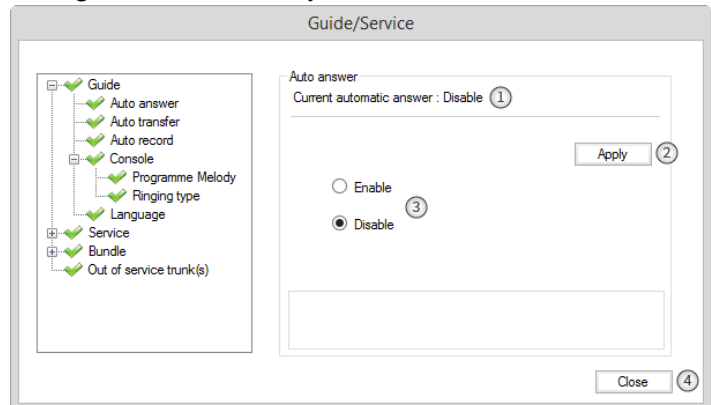 Guide/Service
Guide
Auto answer
Auto transfer
Auto record
Console
Programme Melody
Ringing type
Language
Service
Bundle
Out of service trunk(s)
Auto answer
Current automatic answer : Disable 1
Apply 2
Enable
3
Disable
Close 4